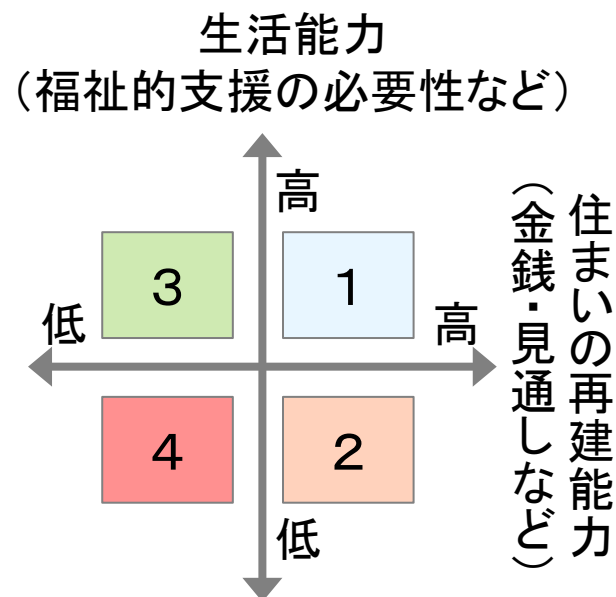 生活能力
（福祉的支援の必要性など）
高
3
1
低
高
4
2
低
住まいの再建能力
（金銭・見通しなど）